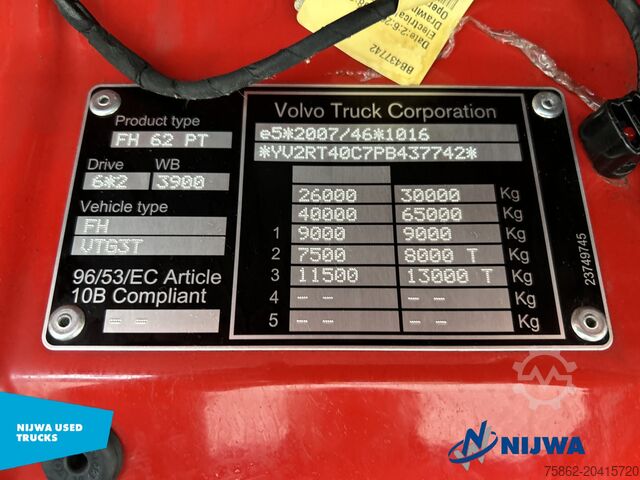 BB437742
Product type
FH 62 PT
Drive WB
6*2 3900
Vehicle type
FH
VTG3T
96/53/EC Article
10B Compliant
-- --
Volvo Truck Corporation
e5*2007/46*1016
*YV2RT40C7PB437742*
26000 30000 Kg
40000 65000 Kg
1 9000 9000 Kg
2 7500 8000 T Kg
3 11500 13000 T Kg
4 -- -- -- -- Kg
5 -- -- -- -- Kg
23749745
NIJWA USED
TRUCKS
NIJWA
75862-20415720